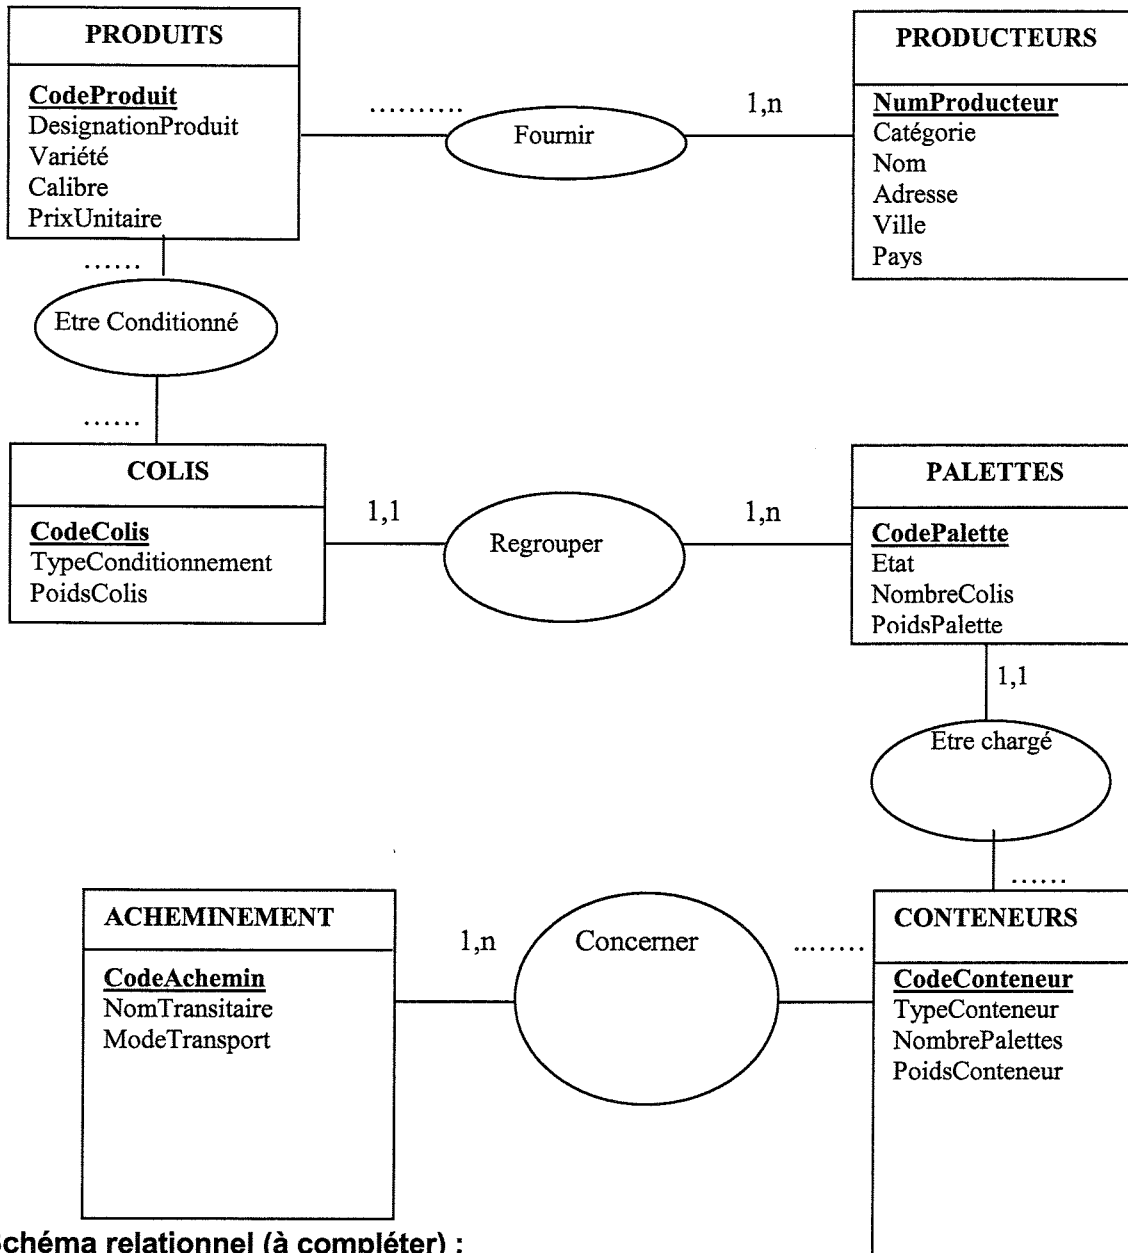 PRODUITS
CodeProduit
DesignationProduit
Variété
Calibre
PrixUnitaire
..........
Fournir
1,n
PRODUCTEURS
NumProducteur
Catégorie
Nom
Adresse
Ville
Pays
......
Etre Conditionné
......
COLIS
CodeColis
TypeConditionnement
PoidsColis
1,1
Regrouper
1,n
PALETTES
CodePalette
Etat
NombreColis
PoidsPalette
1,1
Etre chargé
......
ACHEMINEMENT
CodeAchemin
NomTransitaire
ModeTransport
1,n
Concerner
........
CONTENEURS
CodeConteneur
TypeConteneur
NombrePalettes
PoidsConteneur
Schéma relationnel (à compléter) :